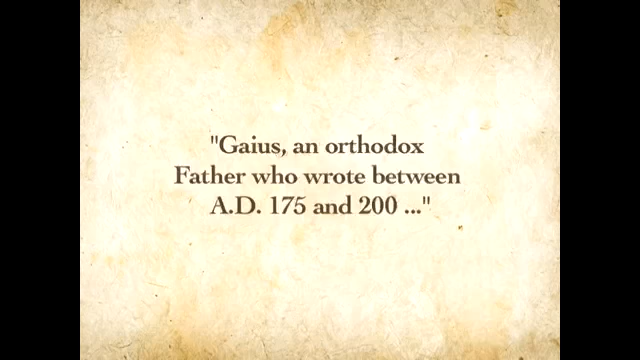 "Gaius, an orthodox
Father who wrote between
A.D. 175 and 200 ..."